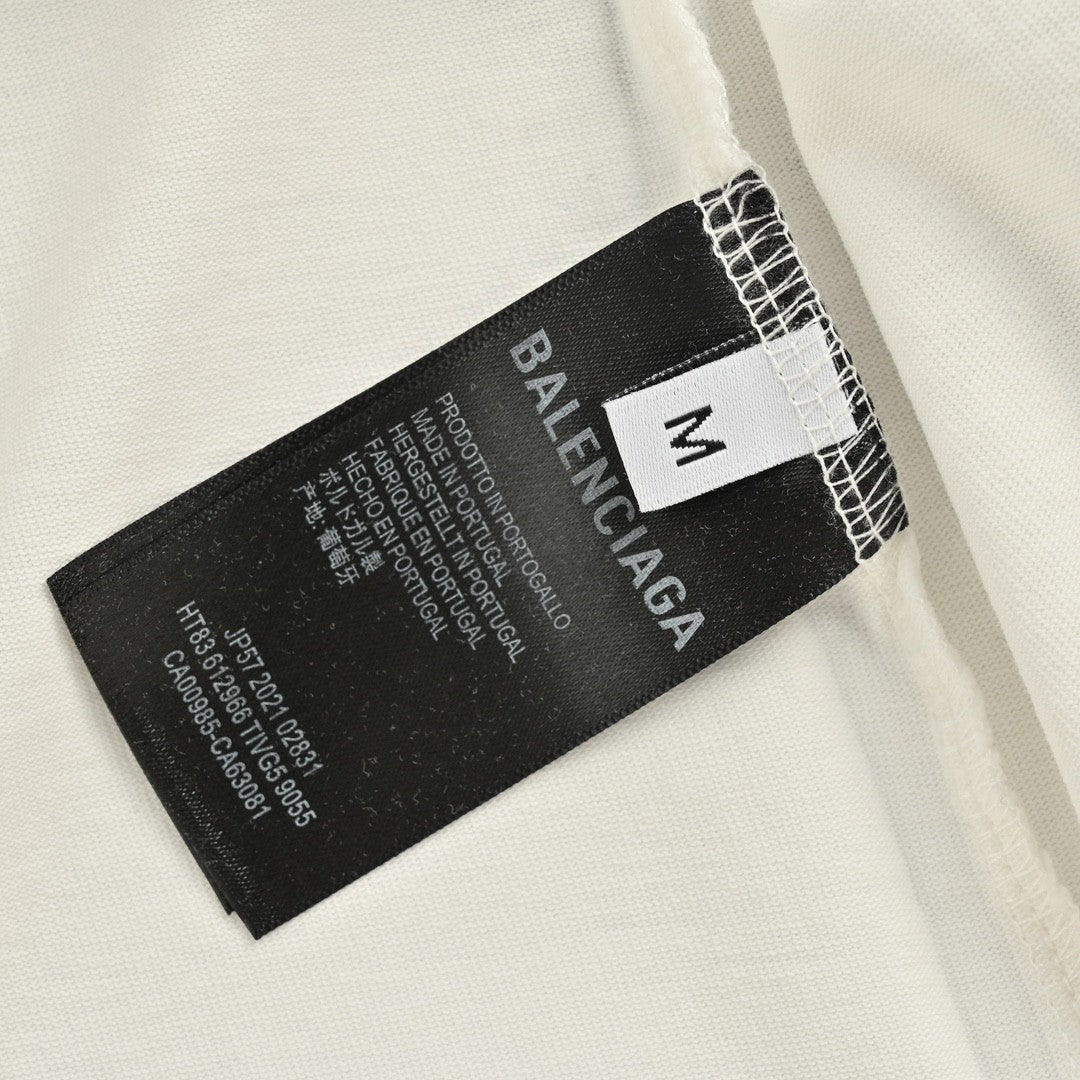 BALENCIAGA
M
PRODOTTO IN PORTOGALLO
MADE IN PORTUGAL
HERGESTELLT IN PORTUGAL
FABRIQUE EN PORTUGAL
HECHO EN PORTUGAL
ポルトガル製
产地: 葡萄牙
JP57 2021 02831
HT83.612966 TIVG5 9055
CA00985-CA63081